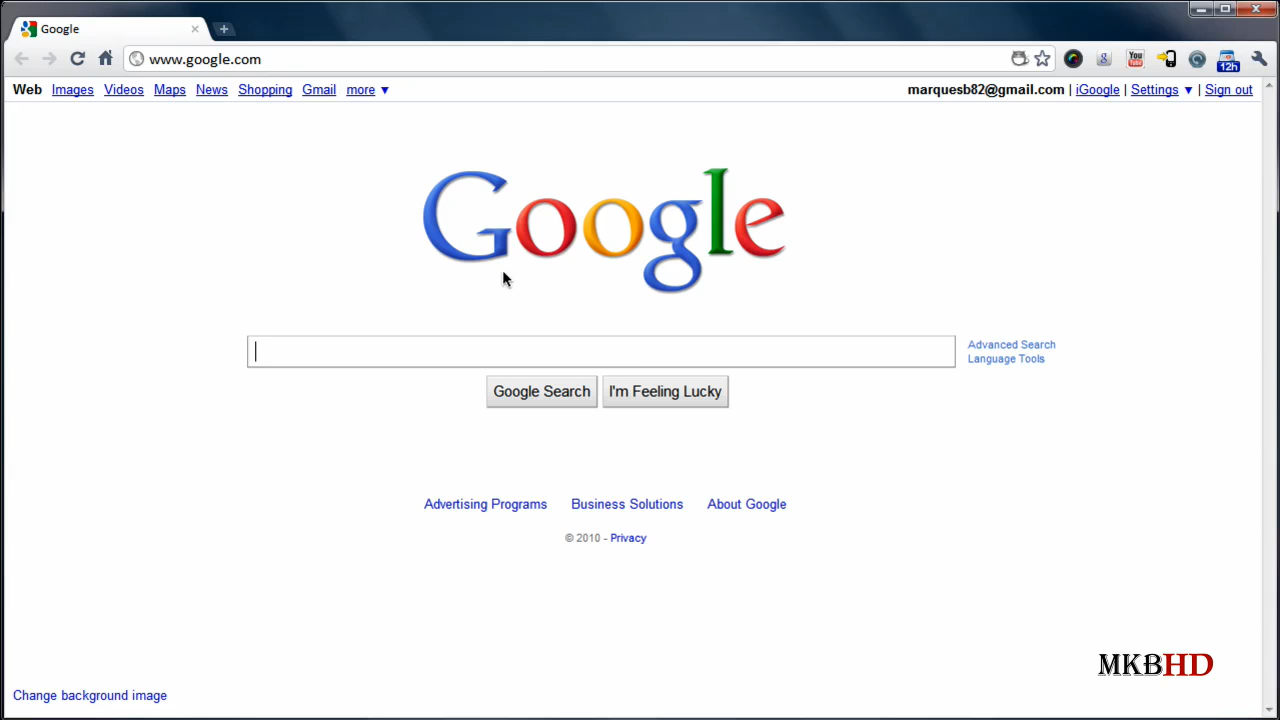 Google
www.google.com
You
12h
Web Images Videos Maps News Shopping Gmail more ▼
marquesb82@gmail.com | iGoogle | Settings ▼ | Sign out
Google
Advanced Search
Language Tools
Google Search I'm Feeling Lucky
Advertising Programs Business Solutions About Google
© 2010 - Privacy
MKBHD
Change background image